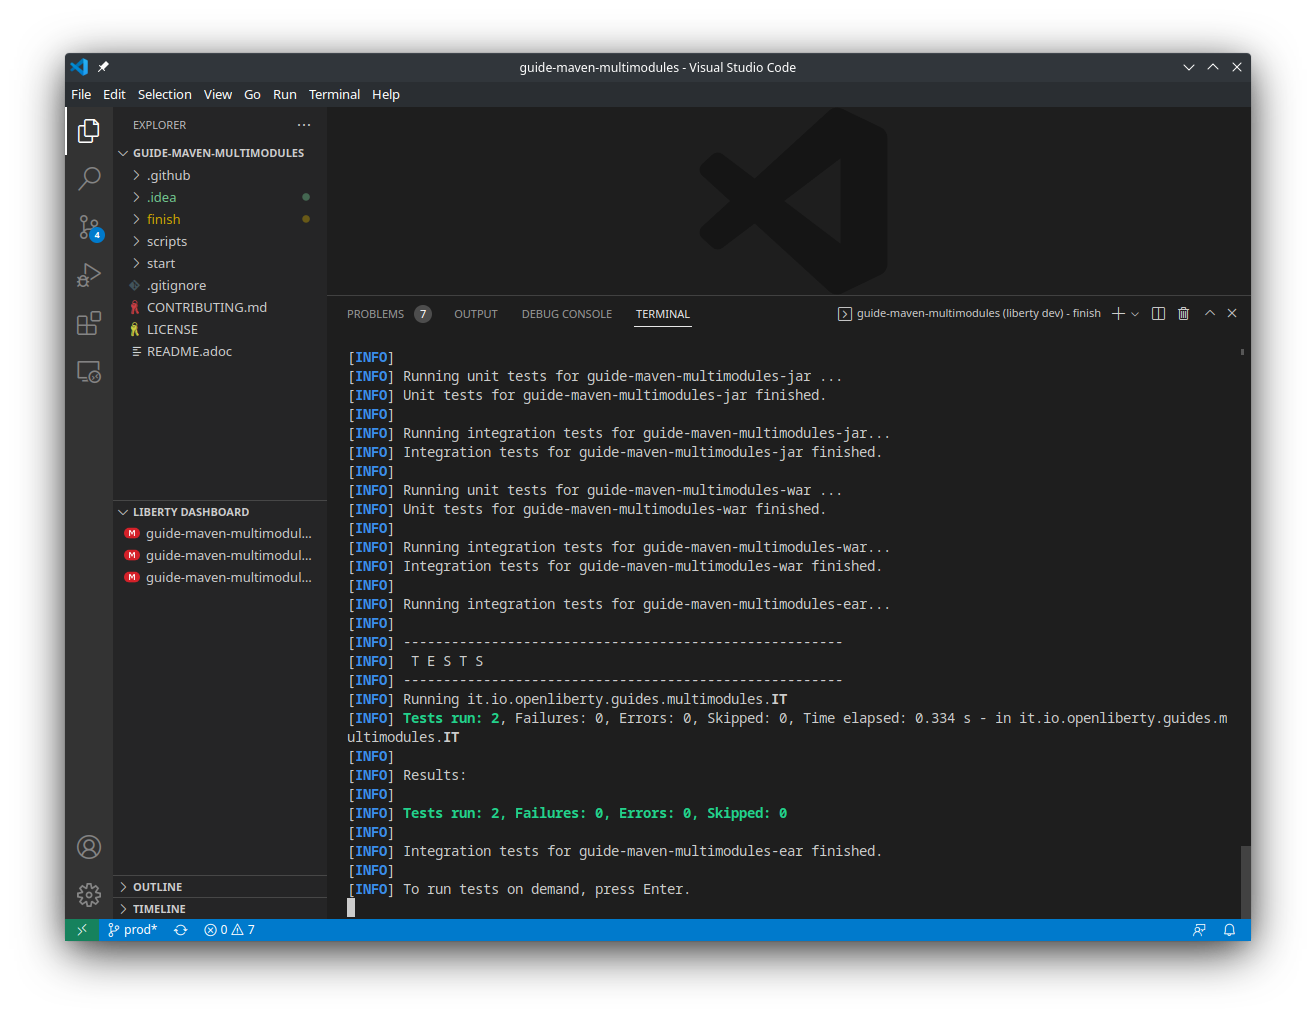 guide-maven-multimodules - Visual Studio Code
File Edit Selection View Go Run Terminal Help
EXPLORER
GUIDE-MAVEN-MULTIMODULES
.github
.idea
finish
scripts
start
.gitignore
CONTRIBUTING.md
LICENSE
README.adoc
LIBERTY DASHBOARD
M guide-maven-multimodul...
M guide-maven-multimodul...
M guide-maven-multimodul...
OUTLINE
TIMELINE
4
PROBLEMS 7 OUTPUT DEBUG CONSOLE TERMINAL guide-maven-multimodules (liberty dev) - finish
[INFO]
[INFO] Running unit tests for guide-maven-multimodules-jar ...
[INFO] Unit tests for guide-maven-multimodules-jar finished.
[INFO]
[INFO] Running integration tests for guide-maven-multimodules-jar...
[INFO] Integration tests for guide-maven-multimodules-jar finished.
[INFO]
[INFO] Running unit tests for guide-maven-multimodules-war ...
[INFO] Unit tests for guide-maven-multimodules-war finished.
[INFO]
[INFO] Running integration tests for guide-maven-multimodules-war...
[INFO] Integration tests for guide-maven-multimodules-war finished.
[INFO]
[INFO] Running integration tests for guide-maven-multimodules-ear...
[INFO]
[INFO] -------------------------------------------------------
[INFO]  T E S T S
[INFO] -------------------------------------------------------
[INFO] Running it.io.openliberty.guides.multimodules.IT
[INFO] Tests run: 2, Failures: 0, Errors: 0, Skipped: 0, Time elapsed: 0.334 s - in it.io.openliberty.guides.m
ultimodules.IT
[INFO]
[INFO] Results:
[INFO]
[INFO] Tests run: 2, Failures: 0, Errors: 0, Skipped: 0
[INFO]
[INFO] Integration tests for guide-maven-multimodules-ear finished.
[INFO]
[INFO] To run tests on demand, press Enter.
prod* 0 7